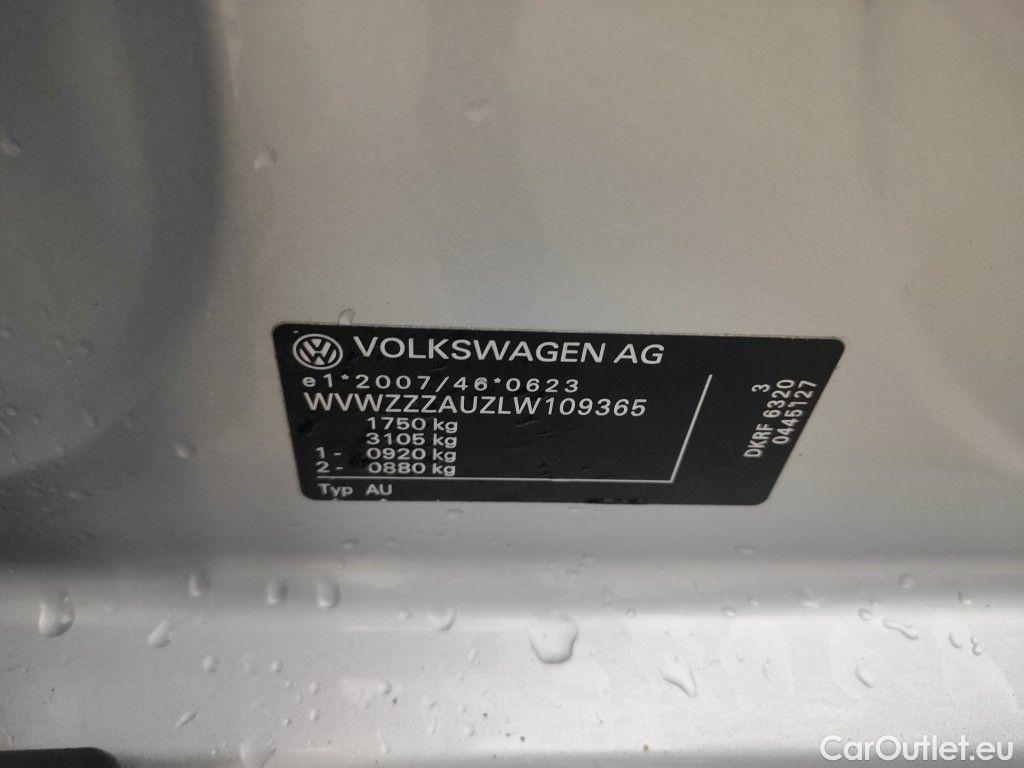 VOLKSWAGEN AG
e1*2007/46*0623
WVWZZZAUZLW109365
1750 kg
3105 kg
1 - 0920 kg
2 - 0880 kg
Typ AU
3
DKRF 6320
0445127
CarOutlet.eu